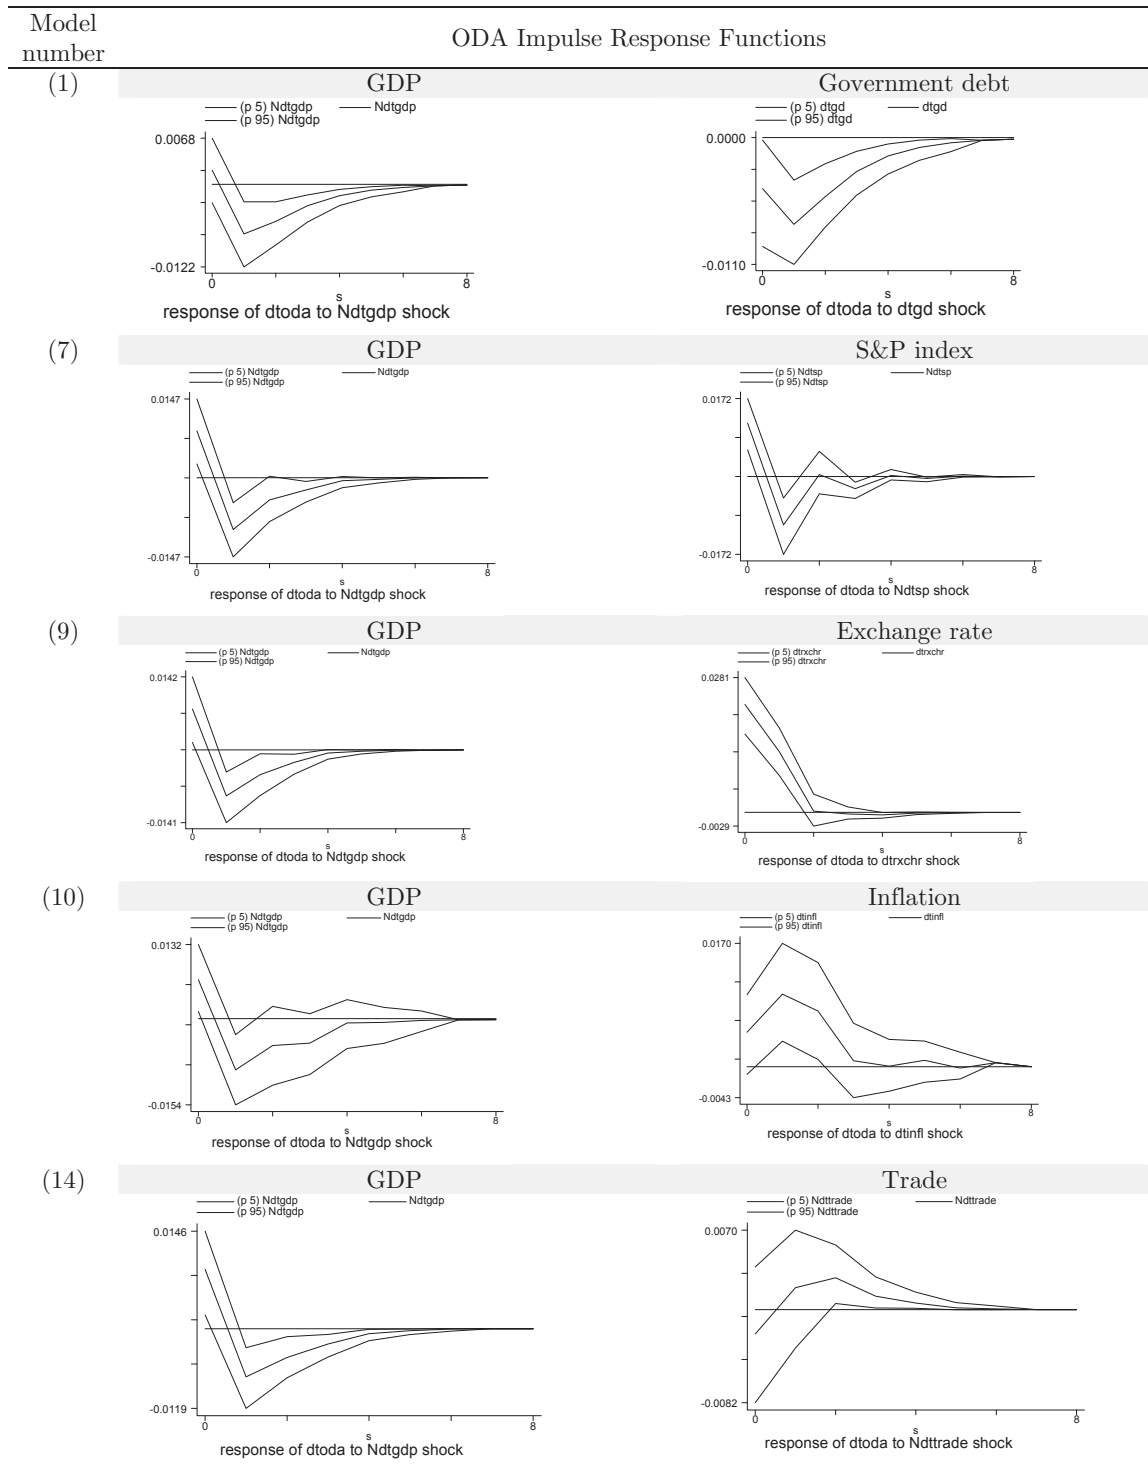 Model number
ODA Impulse Response Functions
(1)
GDP
Government debt
(p 5) Ndtgdp
Ndtgdp
(p 95) Ndtgdp
0.0068
-0.0122
0
8
s
response of dtoda to Ndtgdp shock
(p 5) dtgd
dtgd
(p 95) dtgd
0.0000
-0.0110
0
8
s
response of dtoda to dtgd shock
(7)
GDP
S&P index
(p 5) Ndtgdp
Ndtgdp
(p 95) Ndtgdp
0.0147
-0.0147
0
8
s
response of dtoda to Ndtgdp shock
(p 5) Ndtsp
Ndtsp
(p 95) Ndtsp
0.0172
-0.0172
0
8
s
response of dtoda to Ndtsp shock
(9)
GDP
Exchange rate
(p 5) Ndtgdp
Ndtgdp
(p 95) Ndtgdp
0.0142
-0.0141
0
8
s
response of dtoda to Ndtgdp shock
(p 5) dtrxchr
dtrxchr
(p 95) dtrxchr
0.0281
-0.0029
0
8
s
response of dtoda to dtrxchr shock
(10)
GDP
Inflation
(p 5) Ndtgdp
Ndtgdp
(p 95) Ndtgdp
0.0132
-0.0154
0
8
s
response of dtoda to Ndtgdp shock
(p 5) dtinfl
dtinfl
(p 95) dtinfl
0.0170
-0.0043
0
8
s
response of dtoda to dtinfl shock
(14)
GDP
Trade
(p 5) Ndtgdp
Ndtgdp
(p 95) Ndtgdp
0.0146
-0.0119
0
8
s
response of dtoda to Ndtgdp shock
(p 5) Ndttrade
Ndttrade
(p 95) Ndttrade
0.0070
-0.0082
0
8
s
response of dtoda to Ndttrade shock